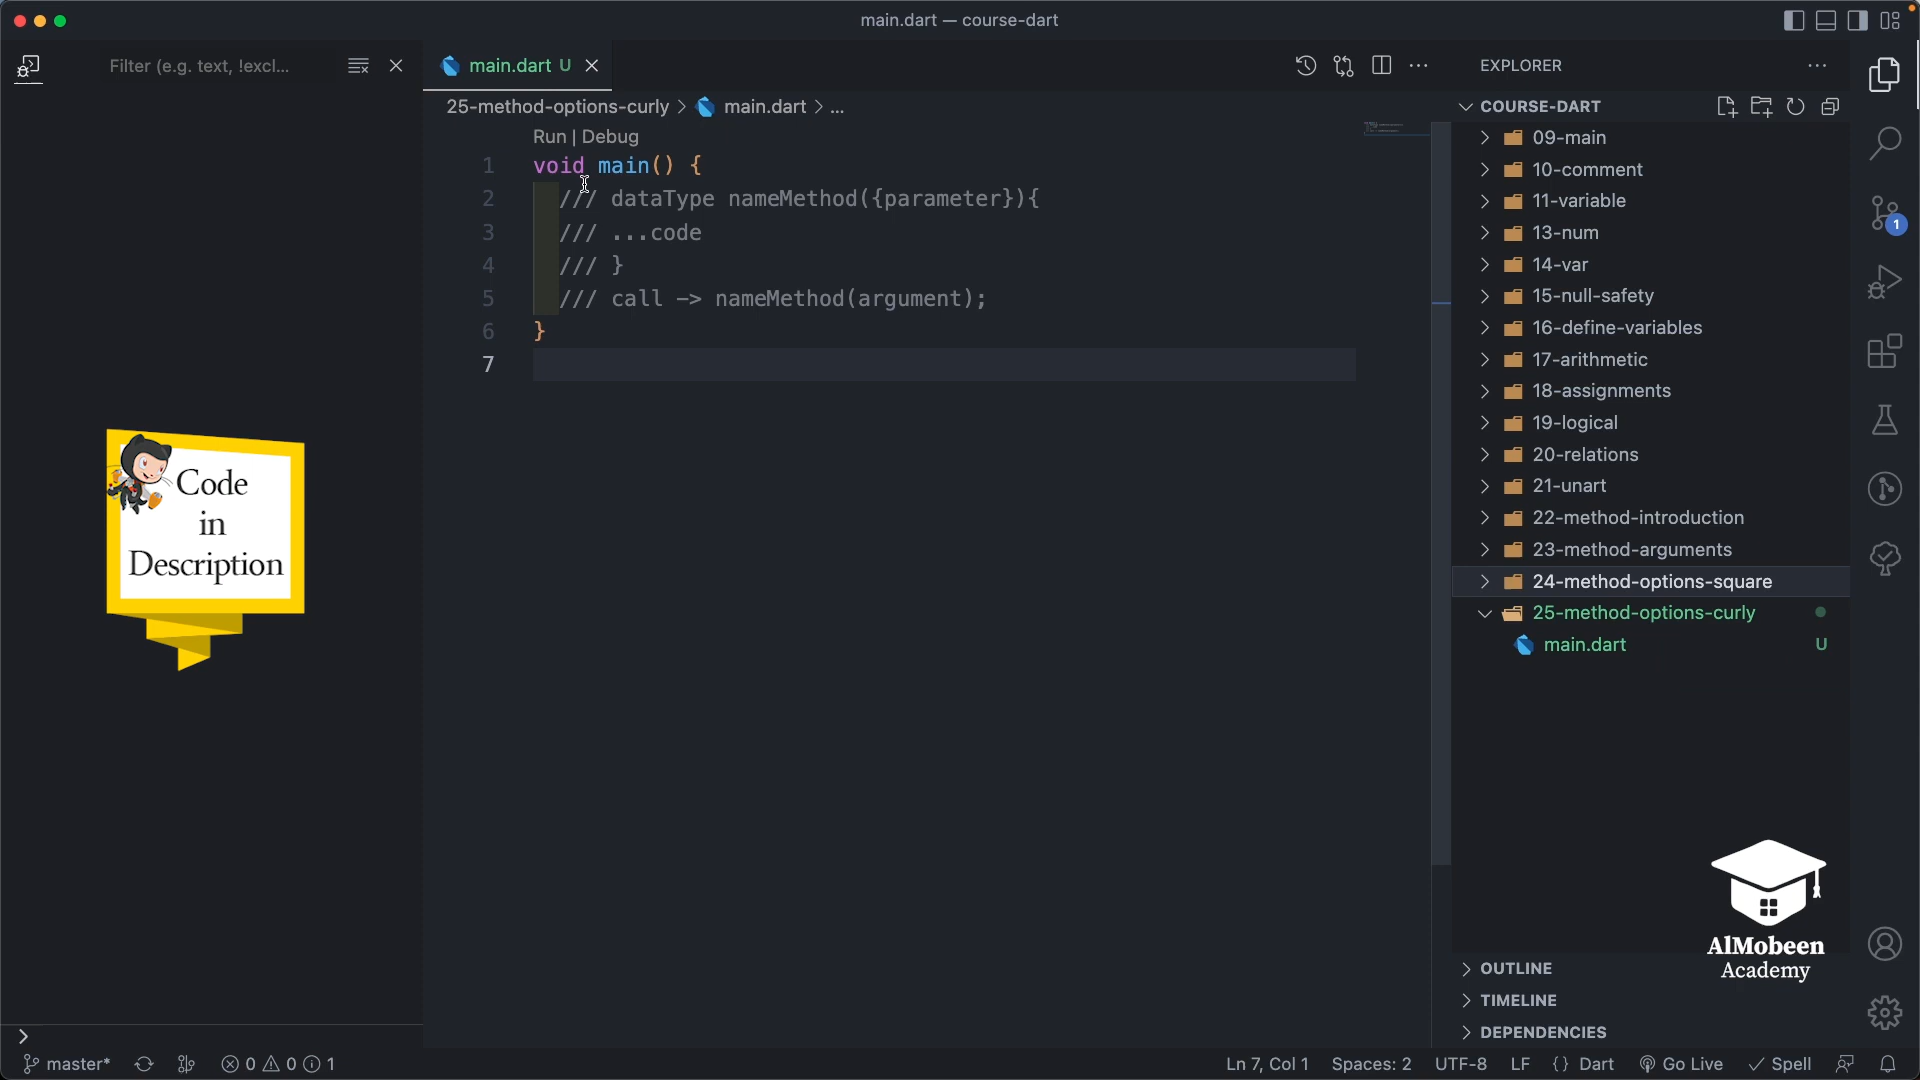 main.dart — course-dart
Filter (e.g. text, !excl...
main.dart U
EXPLORER
25-method-options-curly > main.dart > ...
COURSE-DART
Run | Debug
1 void main() {
2 /// dataType nameMethod({parameter}){
3 /// ...code
4 /// }
5 /// call -> nameMethod(argument);
6 }
7
09-main
10-comment
11-variable
13-num
14-var
15-null-safety
16-define-variables
17-arithmetic
18-assignments
19-logical
20-relations
21-unart
22-method-introduction
23-method-arguments
24-method-options-square
25-method-options-curly
main.dart U
1
Code
in
Description
AlMobeen
Academy
OUTLINE
TIMELINE
DEPENDENCIES
master* 0 0 1
Ln 7, Col 1 Spaces: 2 UTF-8 LF {} Dart Go Live Spell